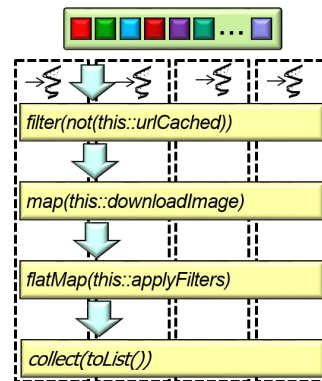 ...
filter(not(this::urlCached))
map(this::downloadImage)
flatMap(this::applyFilters)
collect(toList())